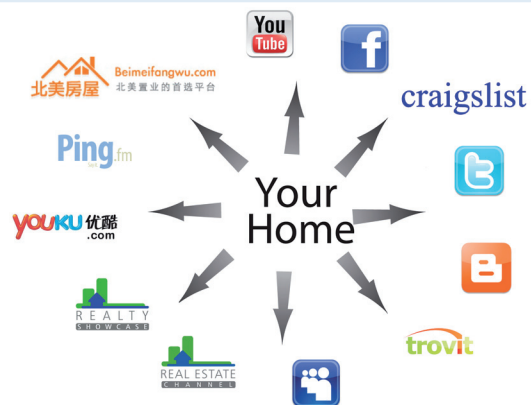 You
Tube
f
craigslist
北美房屋
Beimeifangwu.com
北美置业的首选平台
Ping.fm
t
Your
Home
YOUKU 优酷
.com
B
REALTY
SHOWCASE
trovit
REAL ESTATE
CHANNEL